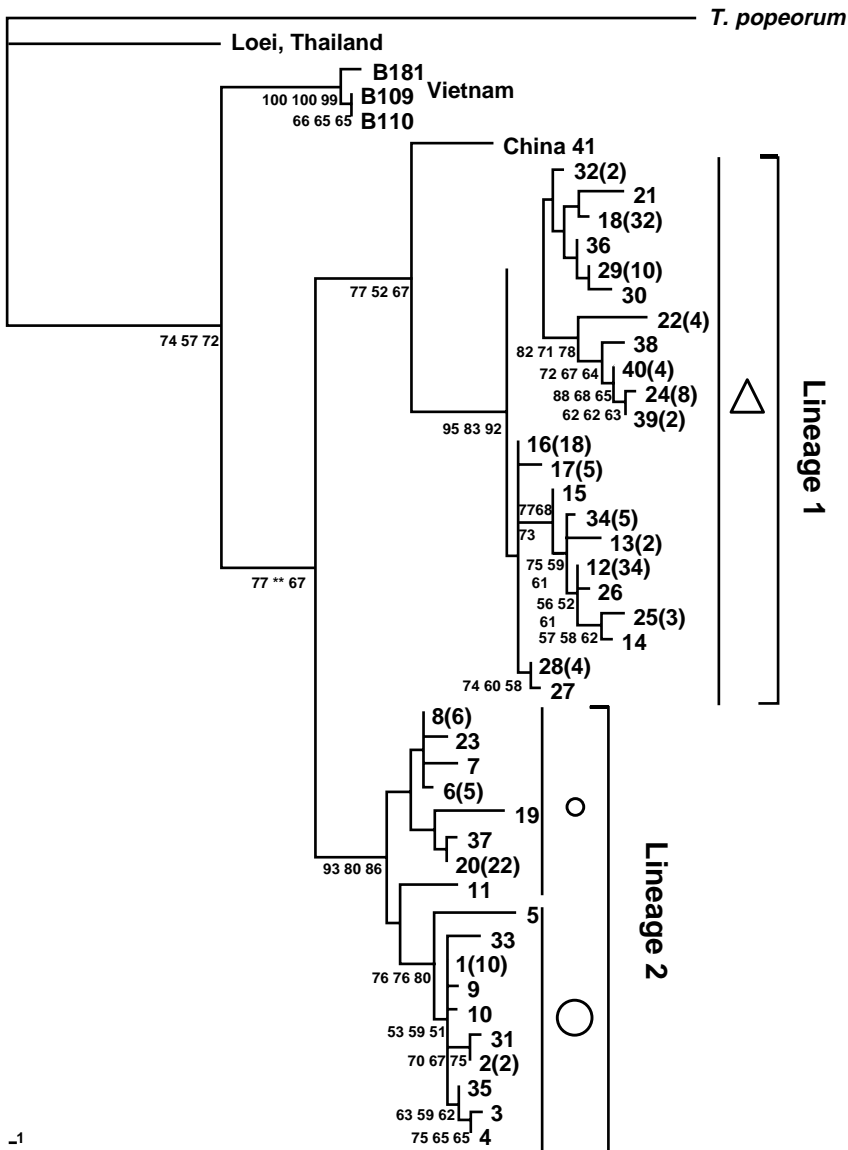 T. popeorum
Loei, Thailand
B181
100 100 99
B109
Vietnam
66 65 65
B110
China 41
32(2)
21
18(32)
36
29(10)
77 52 67
30
22(4)
74 57 72
38
82 71 78
40(4)
72 67 64
24(8)
88 68 65
39(2)
62 62 63
Lineage 1
95 83 92
16(18)
17(5)
15
7768
34(5)
73
13(2)
75 59
12(34)
61
26
77 ** 67
56 52
25(3)
61
14
57 58 62
28(4)
74 60 58
27
8(6)
23
7
6(5)
19
37
20(22)
93 80 86
11
Lineage 2
5
33
1(10)
76 76 80
9
10
53 59 51
31
2(2)
70 67 75
35
63 59 62
3
75 65 65
4
1